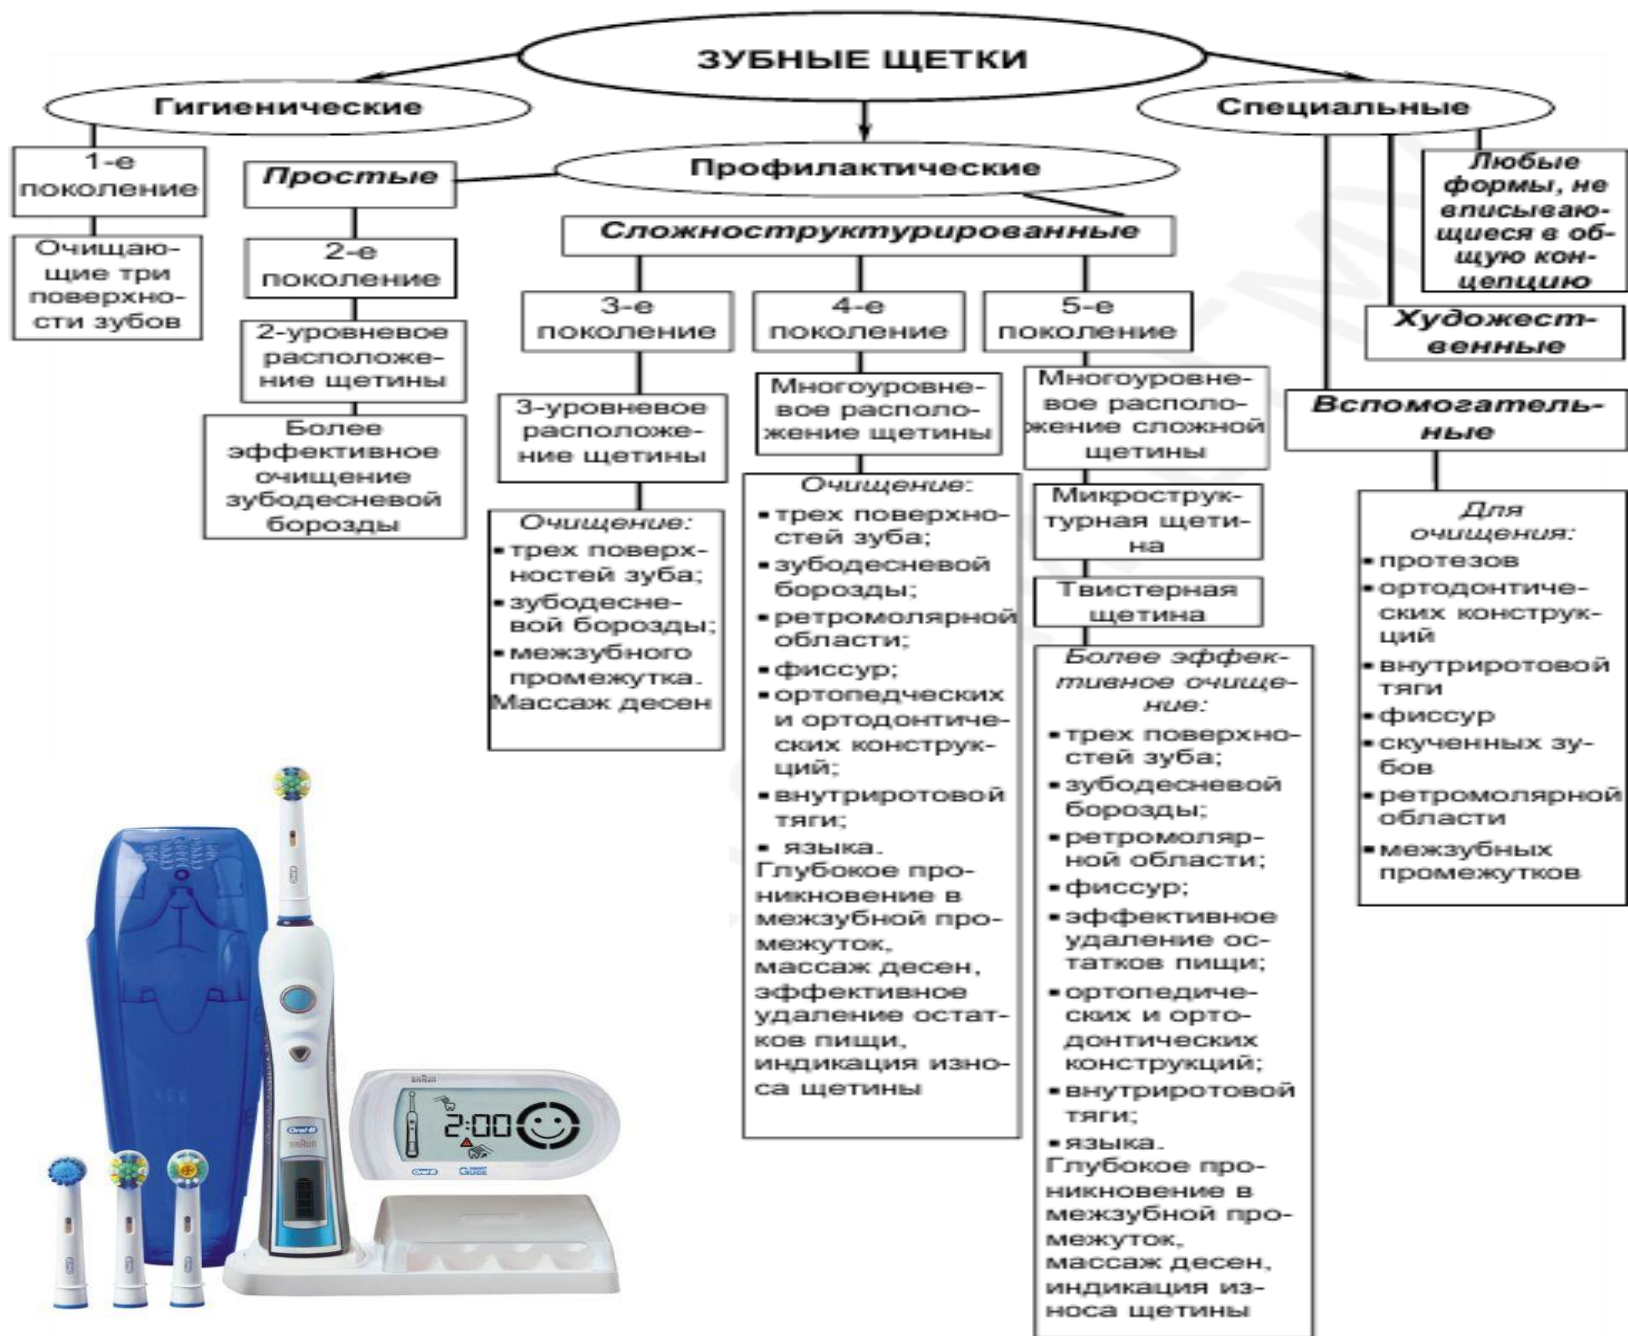 ЗУБНЫЕ ЩЕТКИ
Гигиенические
1-е
поколение
Очищаю-
щие три
поверхно-
сти зубов
Профилактические
Простые
2-е
поколение
2-уровневое
расположе-
ние щетины
Более
эффективное
очищение
зубодесневой
борозды
Сложноструктурированные
3-е
поколение
3-уровневое
расположе-
ние щетины
Очищение:
▪ трех поверх-
ностей зуба;
▪ зубодесне-
вой борозды;
▪ межзубного
промежутка.
Массаж десен
4-е
поколение
Многоуровне-
вое располо-
жение щетины
Очищение:
▪ трех поверхно-
стей зуба;
▪ зубодесневой
борозды;
▪ ретромолярной
области;
▪ фиссур;
▪ ортопедческих
и ортодонтиче-
ских конструк-
ций;
▪ внутриротовой
тяги;
▪ языка.
Глубокое про-
никновение в
межзубной про-
межуток,
массаж десен,
эффективное
удаление остат-
ков пищи,
индикация изно-
са щетины
5-е
поколение
Многоуровне-
вое располо-
жение сложной
щетины
Микрострук-
турная щети-
на
Твистерная
щетина
Более эффек-
тивное очище-
ние:
▪ трех поверхно-
стей зуба;
▪ зубодесневой
борозды;
▪ ретромоляр-
ной области;
▪ фиссур;
▪ эффективное
удаление ос-
татков пищи;
▪ ортопедиче-
ских и орто-
донтических
конструкций;
▪ внутриротовой
тяги;
▪ языка.
Глубокое про-
никновение в
межзубной про-
межуток,
массаж десен,
индикация из-
носа щетины
Специальные
Любые
формы, не
вписываю-
щиеся в об-
щую кон-
цепцию
Художест-
венные
Вспомогатель-
ные
Для
очищения:
▪ протезов
▪ ортодонтиче-
ских конструк-
ций
▪ внутриротовой
тяги
▪ фиссур
▪ скученных зу-
бов
▪ ретромолярной
области
▪ межзубных
промежутков
Oral-B
BRAUN
BRAUN
2:00
Oral-B
SMART
GUIDE